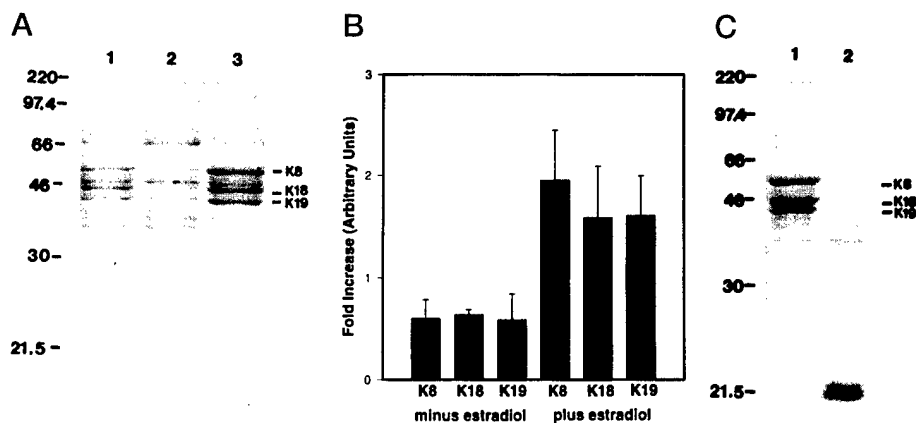 A
1 2 3
220-
97.4-
66-
46-
30-
21.5-
K8
K18
K19
B
Fold Increase (Arbitrary Units)
3
2
1
0
K8 K18 K19 K8 K18 K19
minus estradiol plus estradiol
C
1 2
220-
97.4-
66-
46-
30-
21.5-
K8
K18
K19